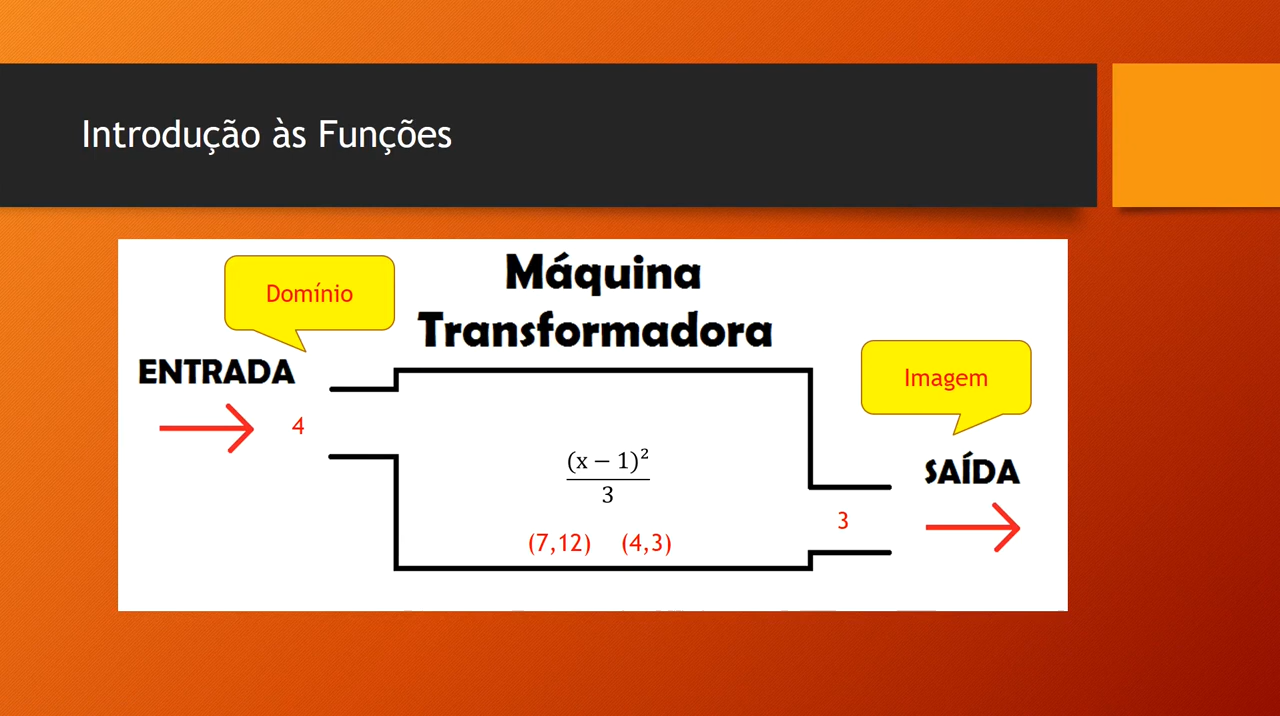 Introdução às Funções
Máquina
Transformadora
Domínio
ENTRADA
4
(x − 1)²
3
(7,12) (4,3)
Imagem
SAÍDA
3